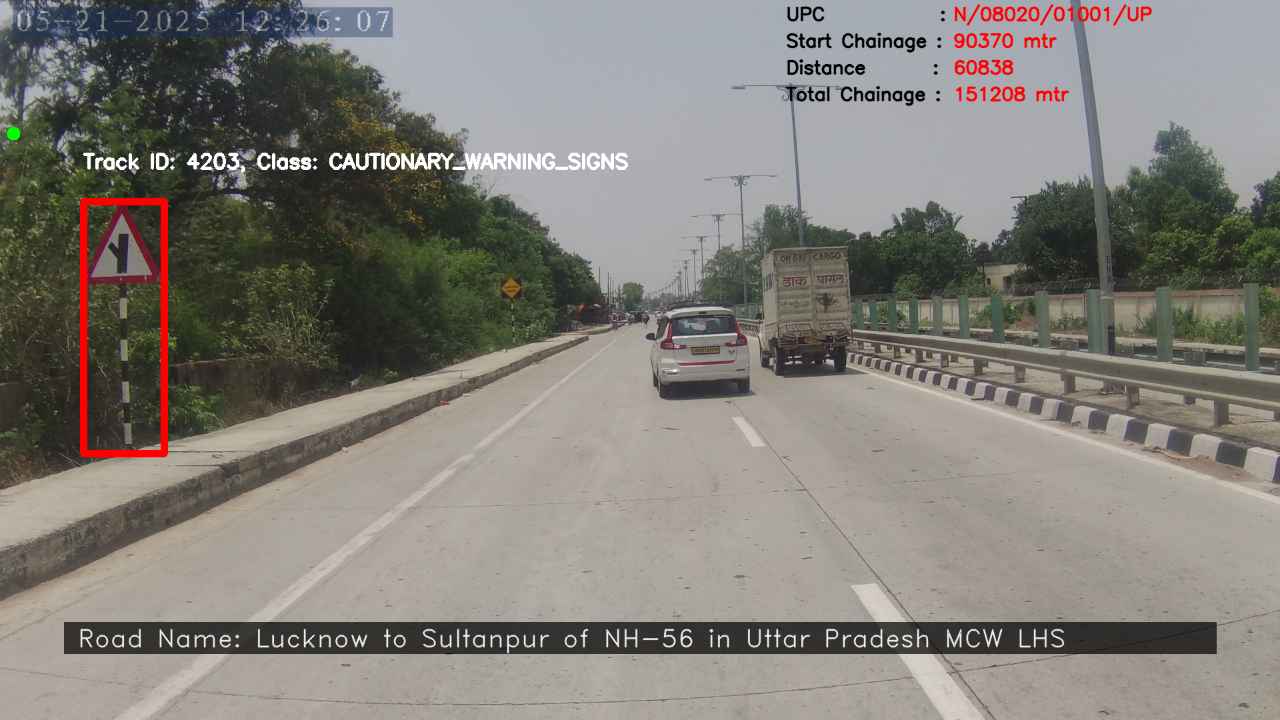 05-21-2025 12:26:07
UPC : N/08020/01001/UP
Start Chainage : 90370 mtr
Distance : 60838
Total Chainage : 151208 mtr
Track ID: 4203, Class: CAUTIONARY_WARNING_SIGNS
CARGO
डाक पार्सल
Road Name: Lucknow to Sultanpur of NH-56 in Uttar Pradesh MCW LHS